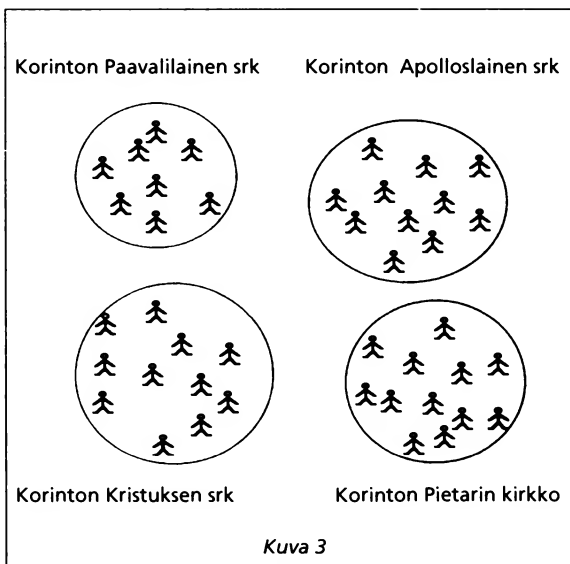 Korinton Paavalilainen srk
Korinton Apolloslainen srk
Korinton Kristuksen srk
Korinton Pietarin kirkko
Kuva 3